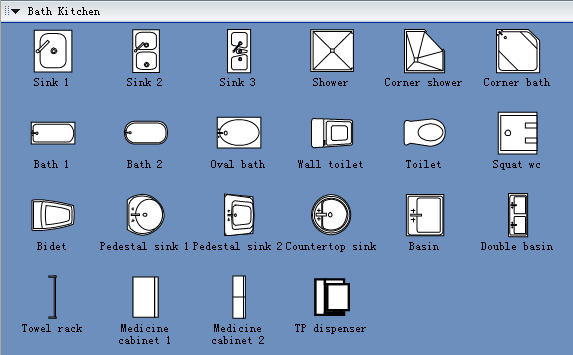 Bath Kitchen
Sink 1
Sink 2
Sink 3
Shower
Corner shower
Corner bath
Bath 1
Bath 2
Oval bath
Wall toilet
Toilet
Squat wc
Bidet
Pedestal sink 1
Pedestal sink 2
Countertop sink
Basin
Double basin
Towel rack
Medicine
cabinet 1
Medicine
cabinet 2
TP dispenser